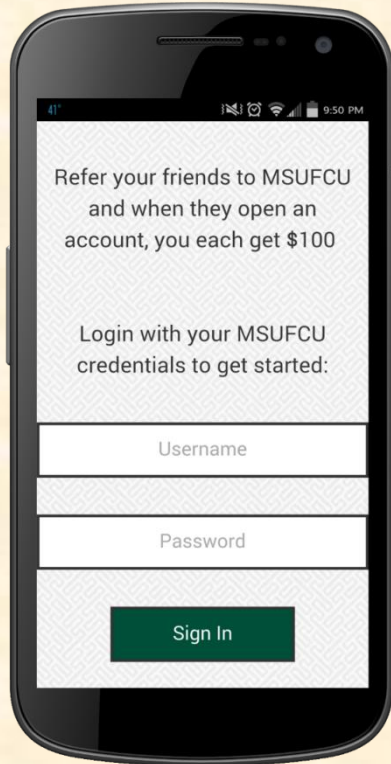 41°
9:50 PM
Refer your friends to MSUFCU
and when they open an
account, you each get $100
Login with your MSUFCU
credentials to get started:
Username
Password
Sign In